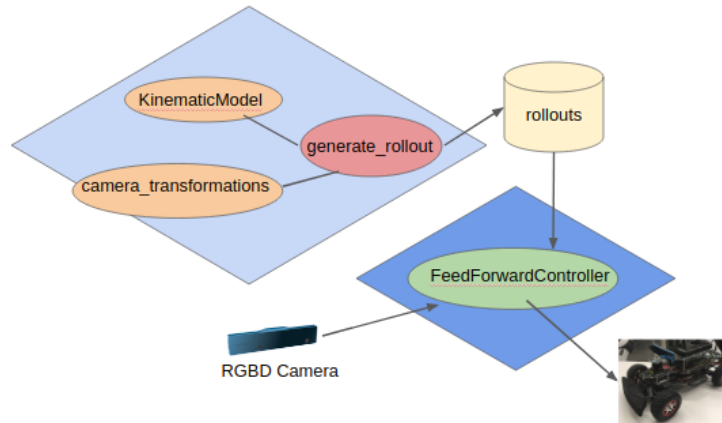 KinematicModel
generate_rollout
camera_transformations
rollouts
FeedForwardController
RGBD Camera